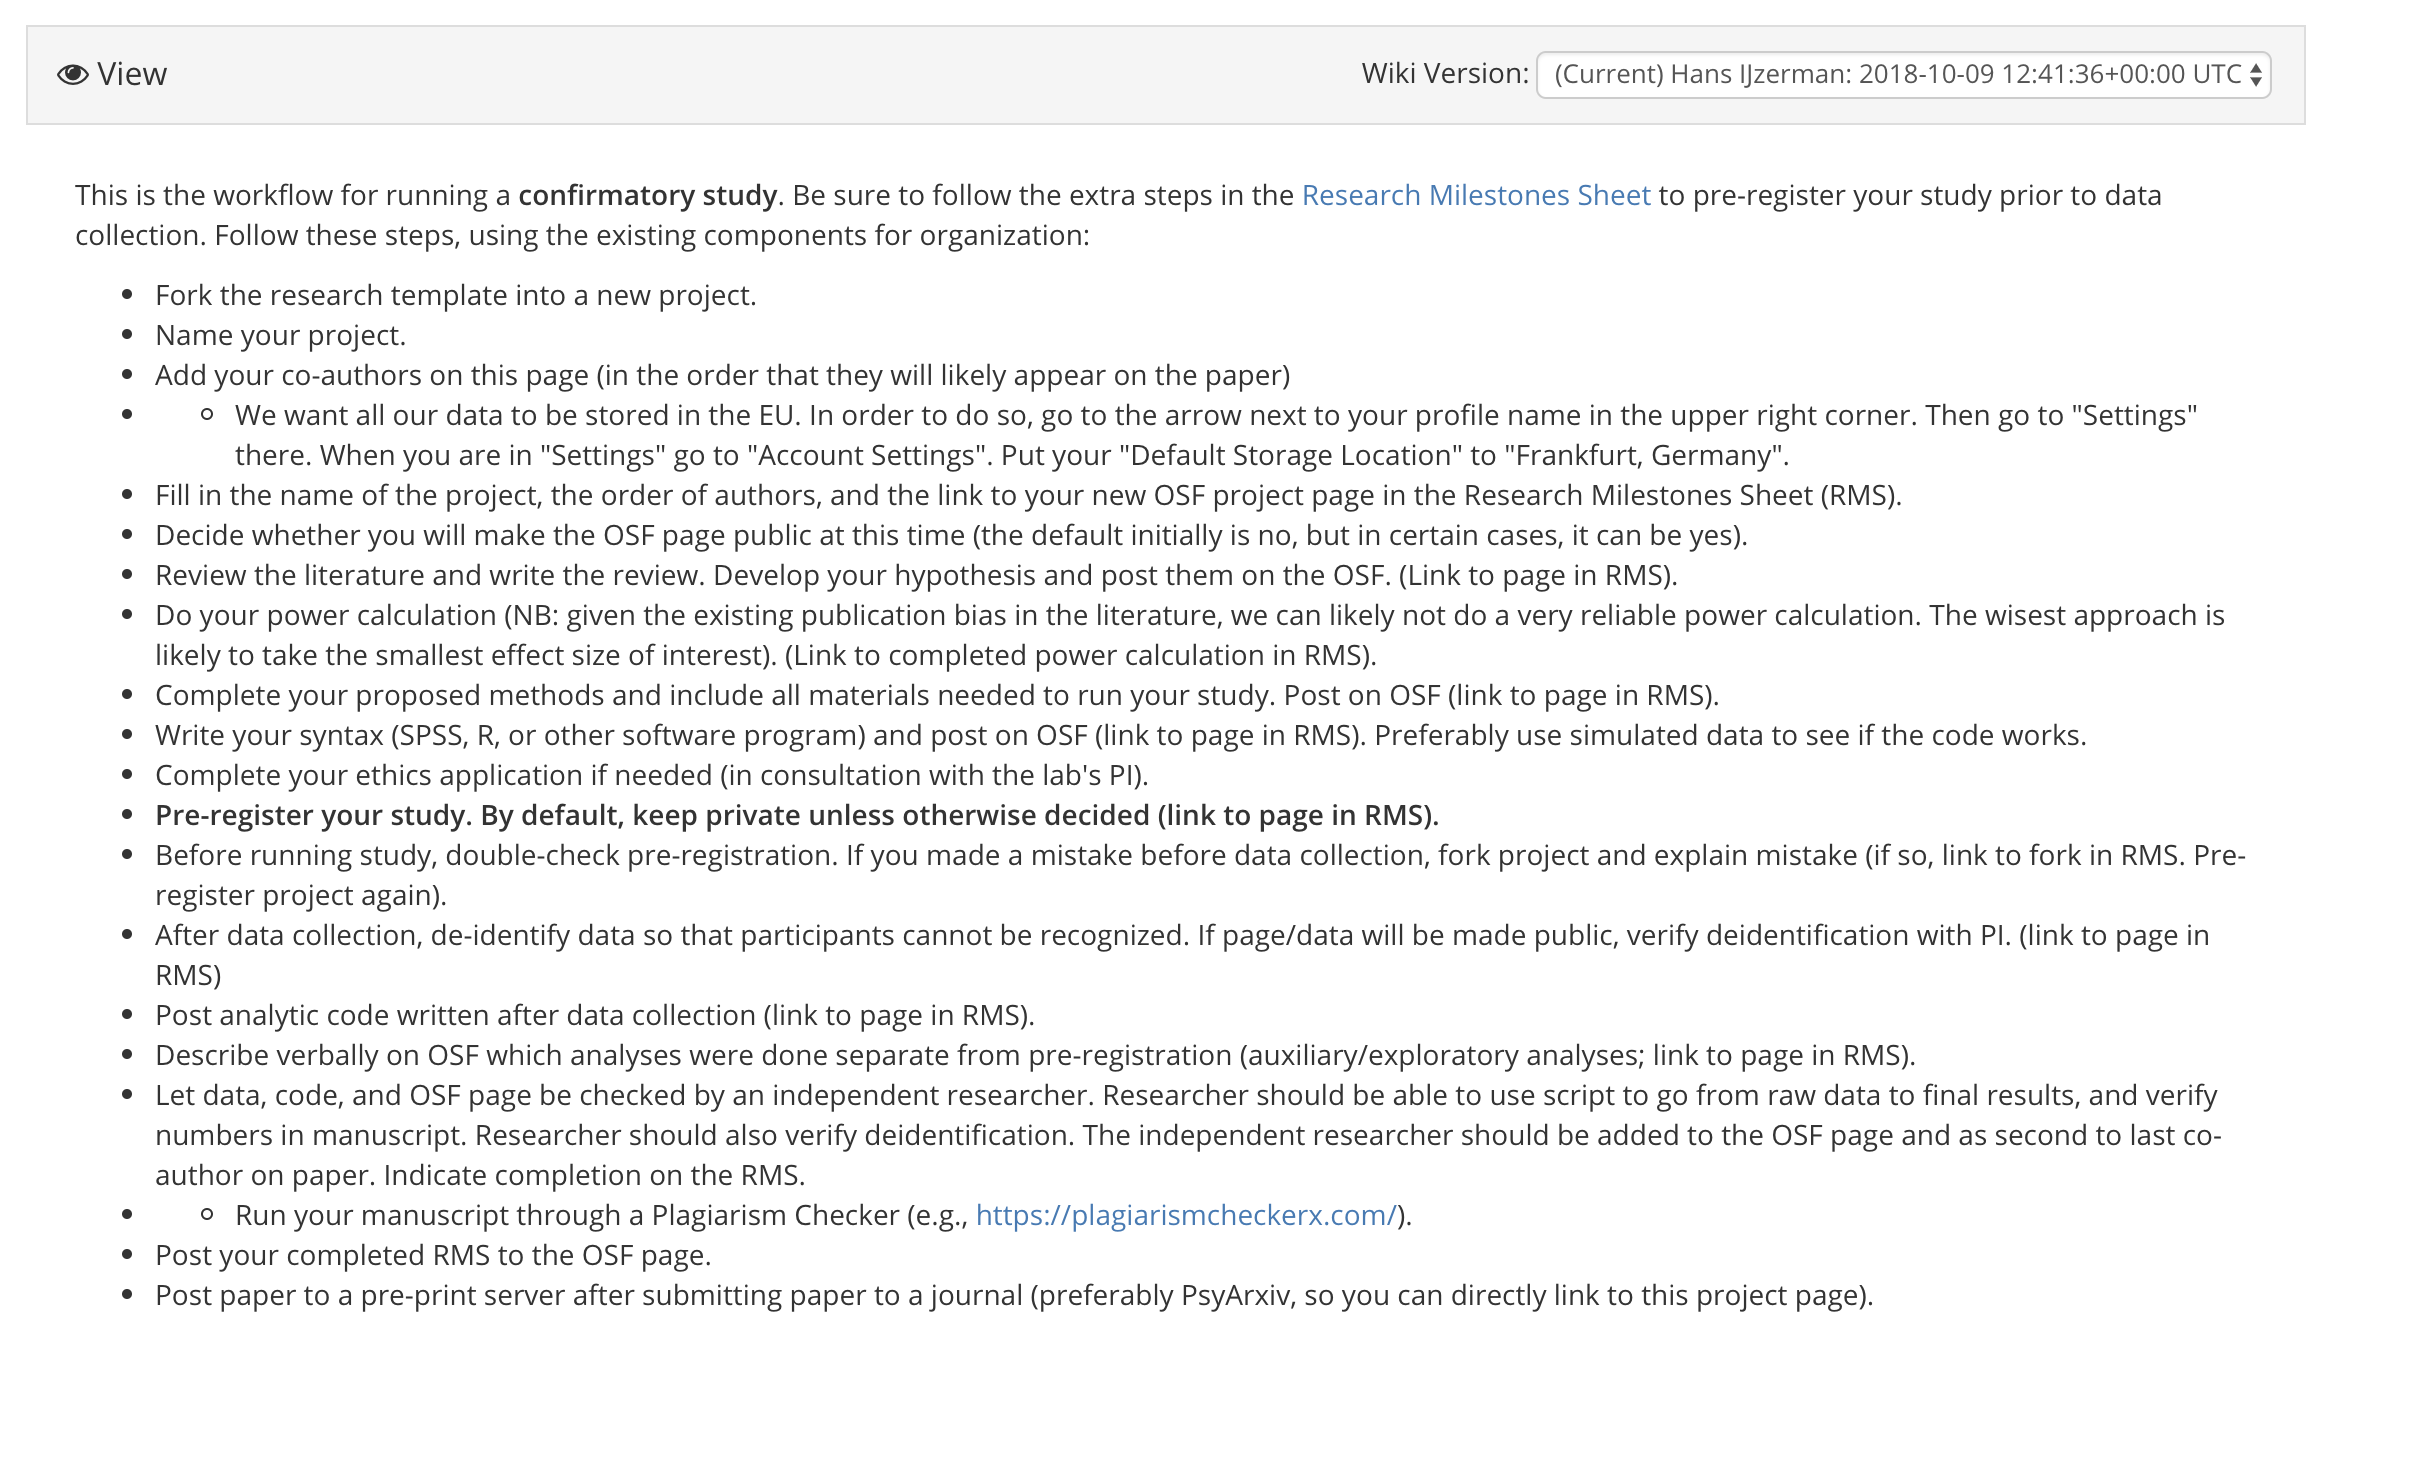 View
Wiki Version: (Current) Hans IJzerman: 2018-10-09 12:41:36+00:00 UTC
This is the workflow for running a confirmatory study. Be sure to follow the extra steps in the Research Milestones Sheet to pre-register your study prior to data
collection. Follow these steps, using the existing components for organization:
Fork the research template into a new project.
Name your project.
Add your co-authors on this page (in the order that they will likely appear on the paper)
We want all our data to be stored in the EU. In order to do so, go to the arrow next to your profile name in the upper right corner. Then go to "Settings"
there. When you are in "Settings" go to "Account Settings". Put your "Default Storage Location" to "Frankfurt, Germany".
Fill in the name of the project, the order of authors, and the link to your new OSF project page in the Research Milestones Sheet (RMS).
Decide whether you will make the OSF page public at this time (the default initially is no, but in certain cases, it can be yes).
Review the literature and write the review. Develop your hypothesis and post them on the OSF. (Link to page in RMS).
Do your power calculation (NB: given the existing publication bias in the literature, we can likely not do a very reliable power calculation. The wisest approach is
likely to take the smallest effect size of interest). (Link to completed power calculation in RMS).
Complete your proposed methods and include all materials needed to run your study. Post on OSF (link to page in RMS).
Write your syntax (SPSS, R, or other software program) and post on OSF (link to page in RMS). Preferably use simulated data to see if the code works.
Complete your ethics application if needed (in consultation with the lab's PI).
Pre-register your study. By default, keep private unless otherwise decided (link to page in RMS).
Before running study, double-check pre-registration. If you made a mistake before data collection, fork project and explain mistake (if so, link to fork in RMS. Pre-
register project again).
After data collection, de-identify data so that participants cannot be recognized. If page/data will be made public, verify deidentification with PI. (link to page in
RMS)
Post analytic code written after data collection (link to page in RMS).
Describe verbally on OSF which analyses were done separate from pre-registration (auxiliary/exploratory analyses; link to page in RMS).
Let data, code, and OSF page be checked by an independent researcher. Researcher should be able to use script to go from raw data to final results, and verify
numbers in manuscript. Researcher should also verify deidentification. The independent researcher should be added to the OSF page and as second to last co-
author on paper. Indicate completion on the RMS.
Run your manuscript through a Plagiarism Checker (e.g., https://plagiarismcheckerx.com/).
Post your completed RMS to the OSF page.
Post paper to a pre-print server after submitting paper to a journal (preferably PsyArxiv, so you can directly link to this project page).